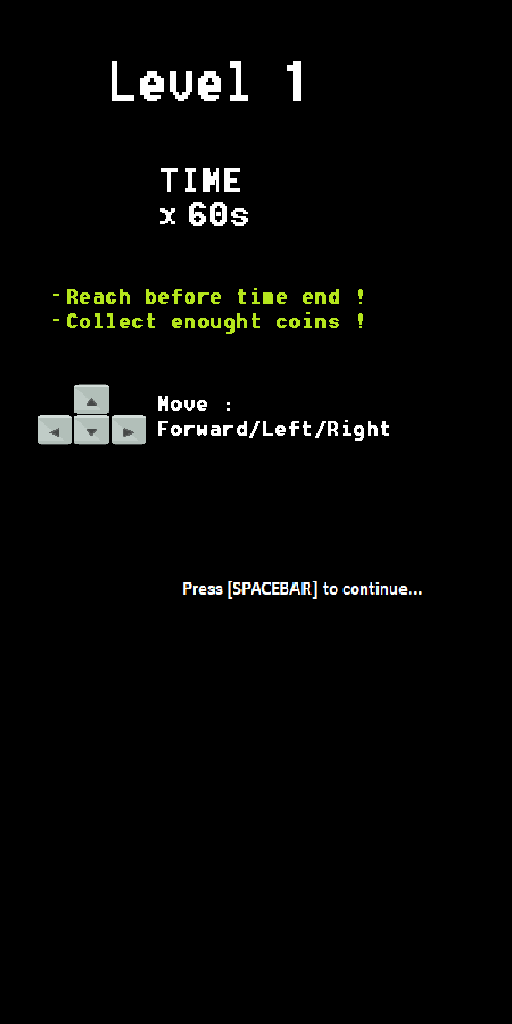 Level 1
TIME
x 60s
-Reach before time end !
-Collect enought coins !
Move :
Forward/Left/Right
Press [SPACEBAR] to continue...